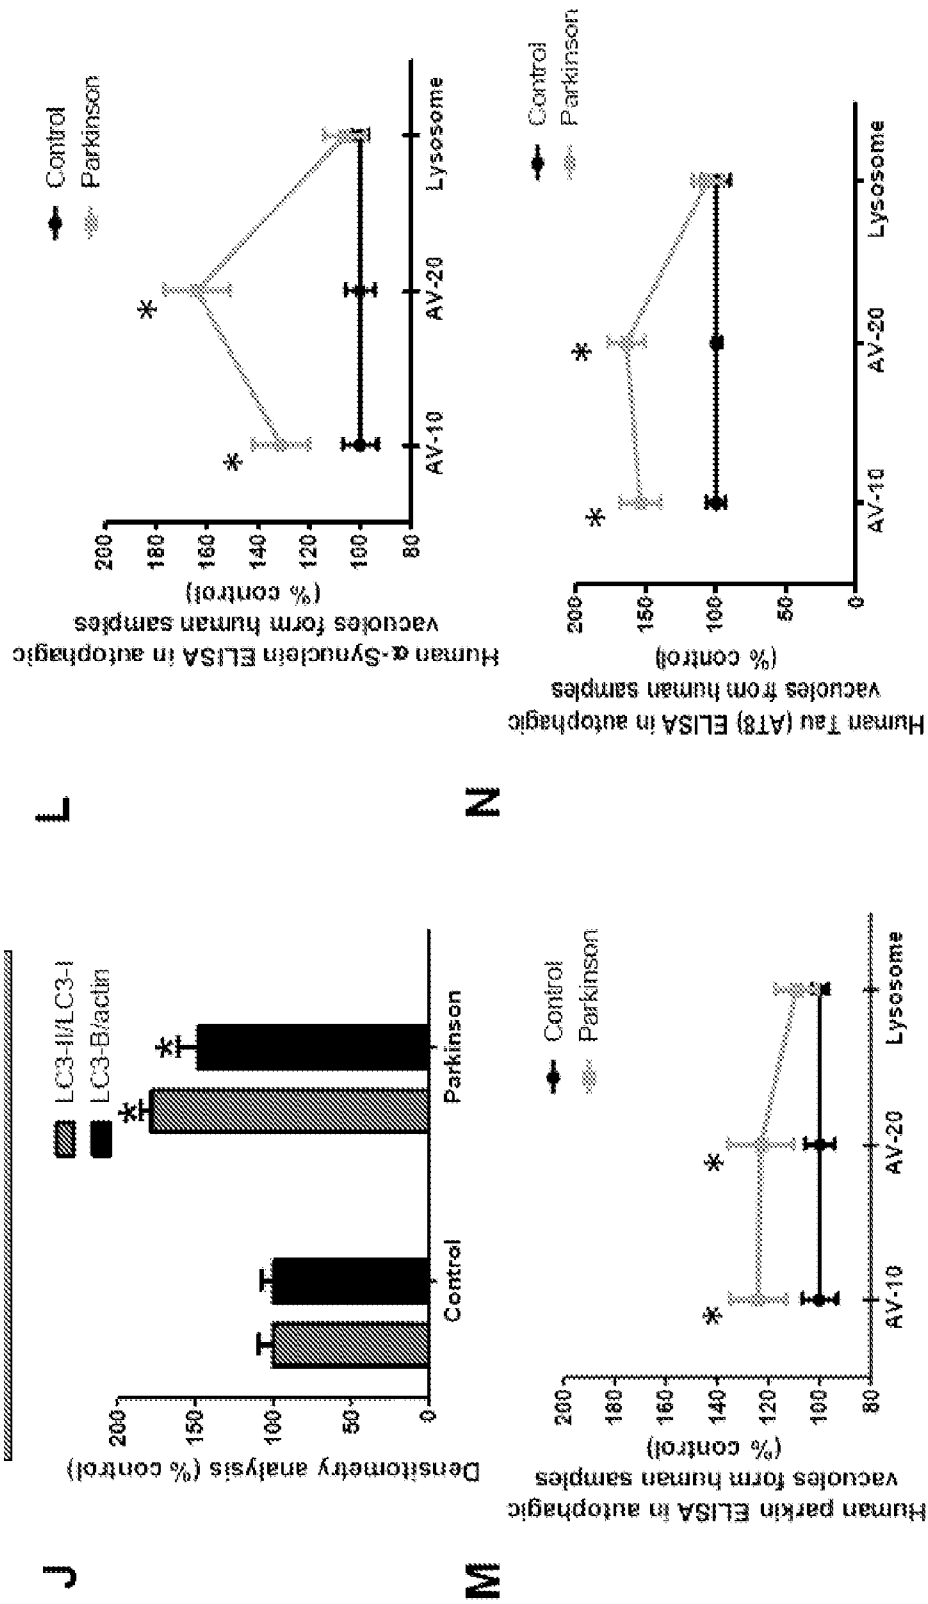 J
Densitometry analysis (% control)
200
150
100
50
0
LC3-II/LC3-I
LC3-B/actin
*
*
Control
Parkinson
L
Human α-Synuclein ELISA in autophagic
vacuoles form human samples
(% control)
200
180
160
140
120
100
80
Control
Parkinson
*
*
AV-10
AV-20
Lysosome
M
Human parkin ELISA in autophagic
vacuoles form human samples
(% control)
200
180
160
140
120
100
80
Control
Parkinson
*
*
AV-10
AV-20
Lysosome
N
Human Tau (AT8) ELISA in autophagic
vacuoles from human samples
(% control)
200
150
100
50
0
Control
Parkinson
*
*
AV-10
AV-20
Lysosome